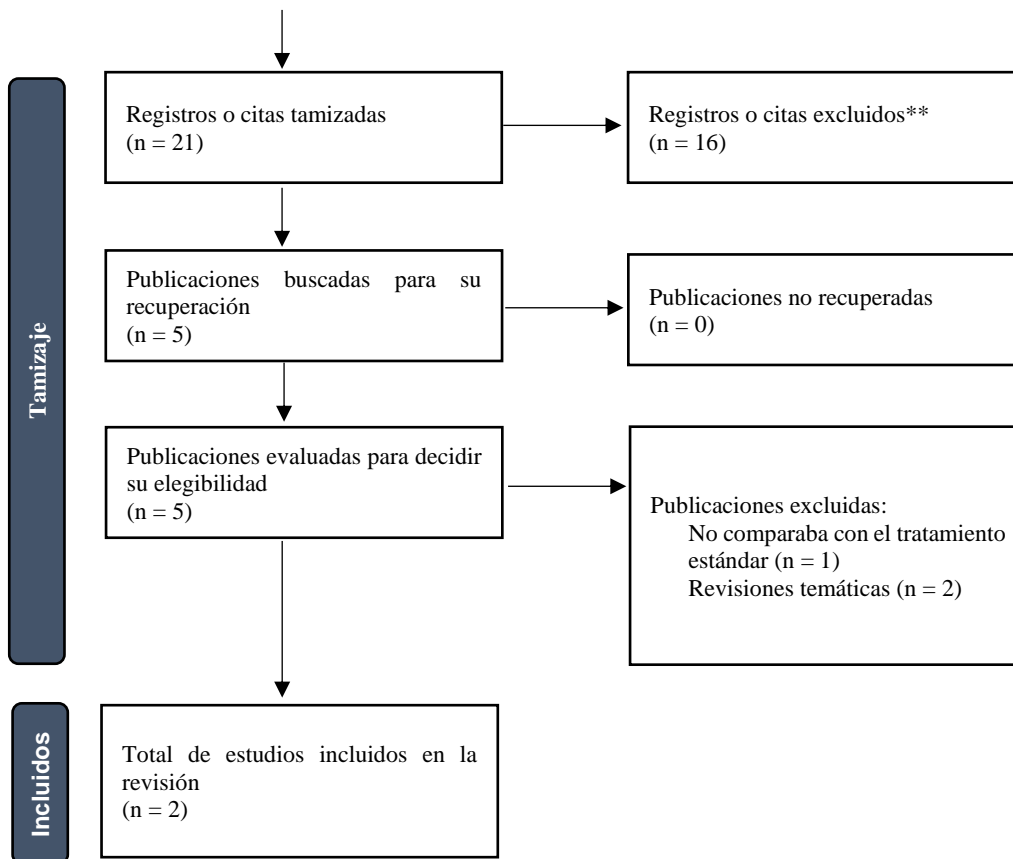 Tamizaje
Registros o citas tamizadas
(n = 21)
Registros o citas excluidos**
(n = 16)
Publicaciones buscadas para su
recuperación
(n = 5)
Publicaciones no recuperadas
(n = 0)
Publicaciones evaluadas para decidir
su elegibilidad
(n = 5)
Publicaciones excluidas:
No comparaba con el tratamiento
estándar (n = 1)
Revisiones temáticas (n = 2)
Incluidos
Total de estudios incluidos en la
revisión
(n = 2)